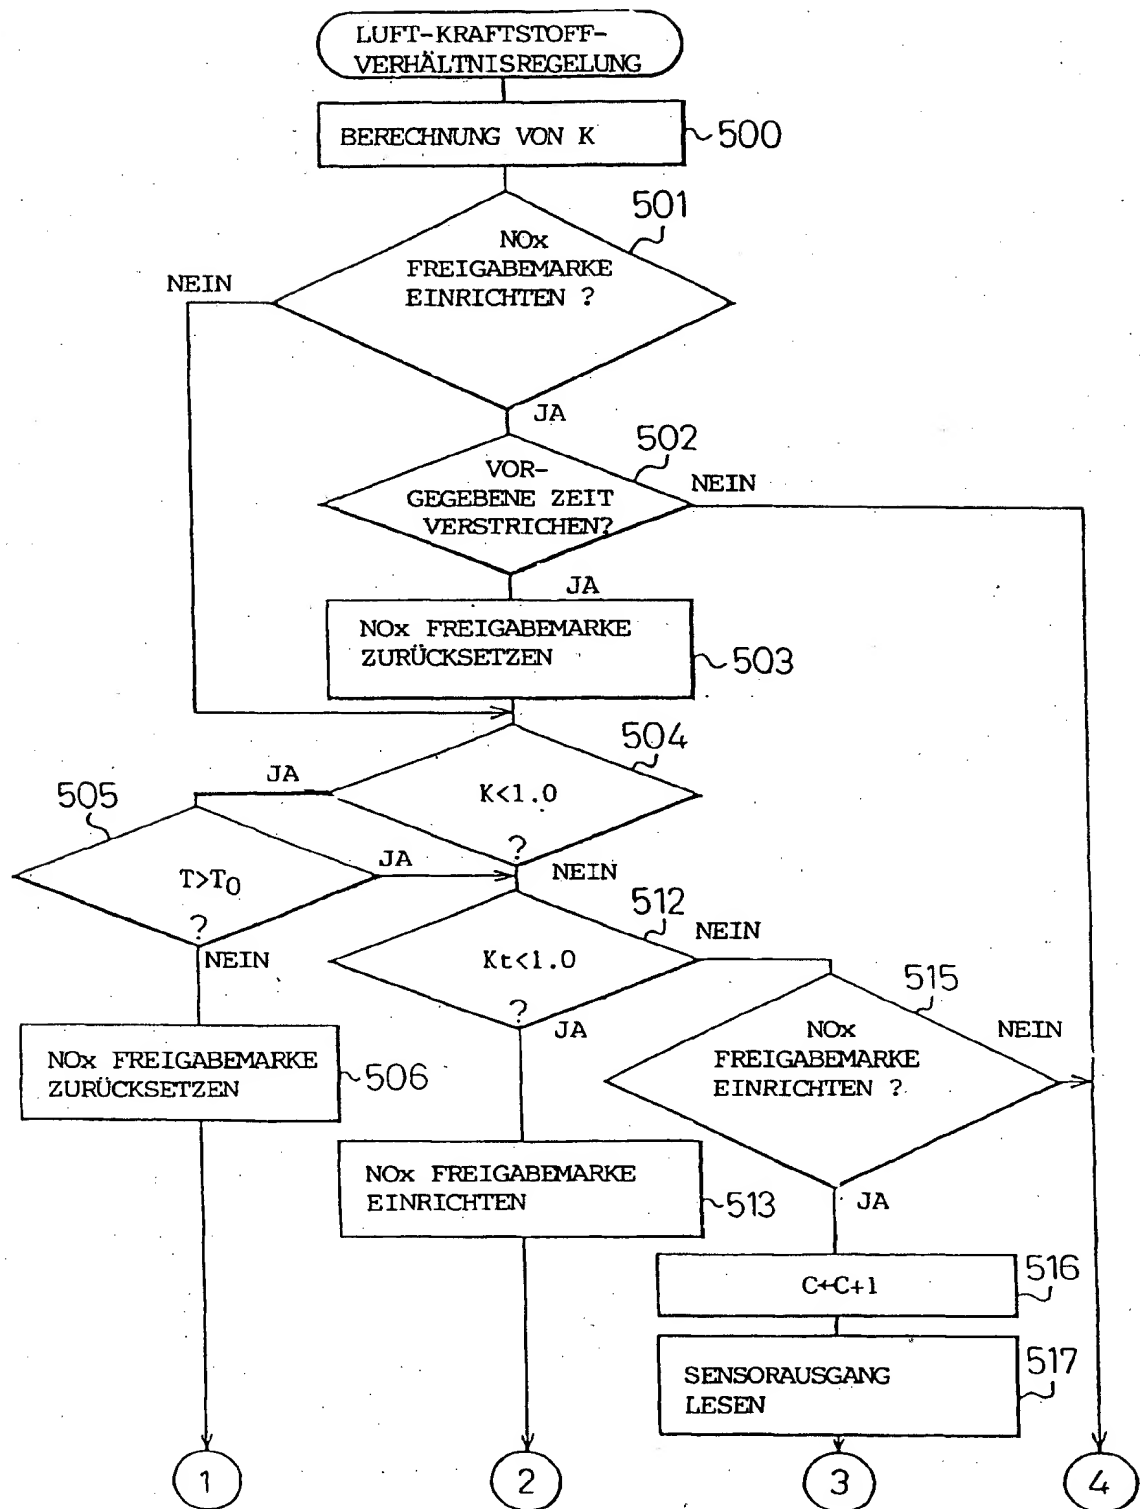 LUFT-KRAFTSTOFF-
VERHÄLTNISREGELUNG
BERECHNUNG VON K
500
501
NOx
FREIGABEMARKE
EINRICHTEN ?
NEIN
JA
502
VOR-
GEGEBENE ZEIT
VERSTRICHEN?
NEIN
JA
NOx FREIGABEMARKE
ZURÜCKSETZEN
503
504
JA
K<1.0
?
NEIN
505
T>T0
?
JA
NEIN
512
Kt<1.0
?
NEIN
JA
515
NOx
FREIGABEMARKE
EINRICHTEN ?
NEIN
JA
NOx FREIGABEMARKE
ZURÜCKSETZEN
506
NOx FREIGABEMARKE
EINRICHTEN
513
C←C+1
516
SENSORAUSGANG
LESEN
517
1
2
3
4